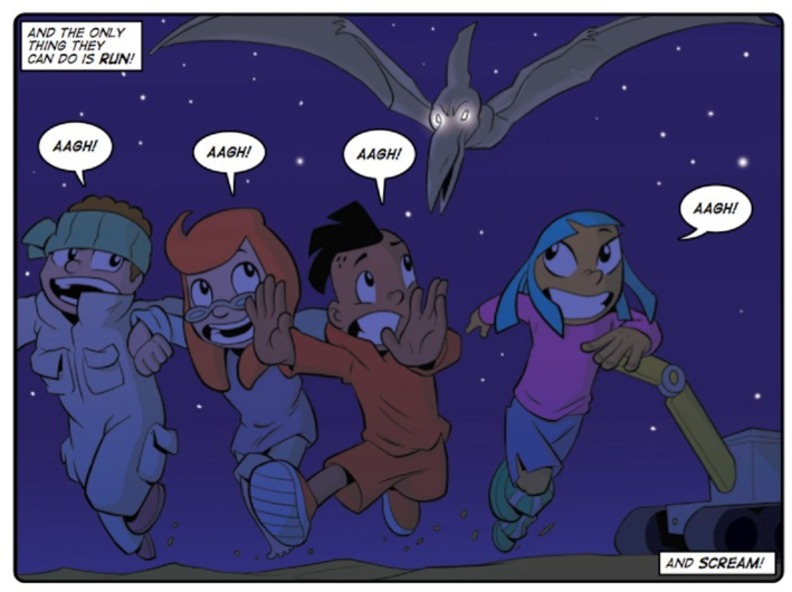 AND THE ONLY
THING THEY
CAN DO IS RUN!
AAGH!
AAGH!
AAGH!
AAGH!
AND SCREAM!